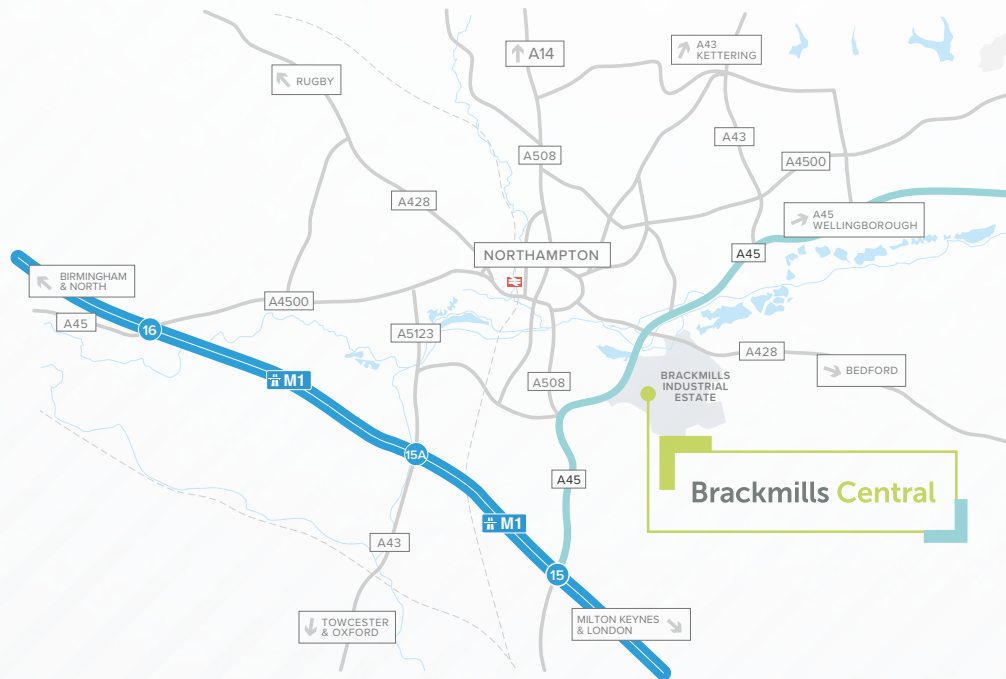 A14
A43
KETTERING
RUGBY
A43
A508
A4500
A428
A45
WELLINGBOROUGH
NORTHAMPTON
A45
BIRMINGHAM
& NORTH
A4500
A45
16
A5123
A428
M1
A508
BRACKMILLS
INDUSTRIAL
ESTATE
BEDFORD
15A
A45
Brackmills Central
M1
A43
15
TOWCESTER
& OXFORD
MILTON KEYNES
& LONDON